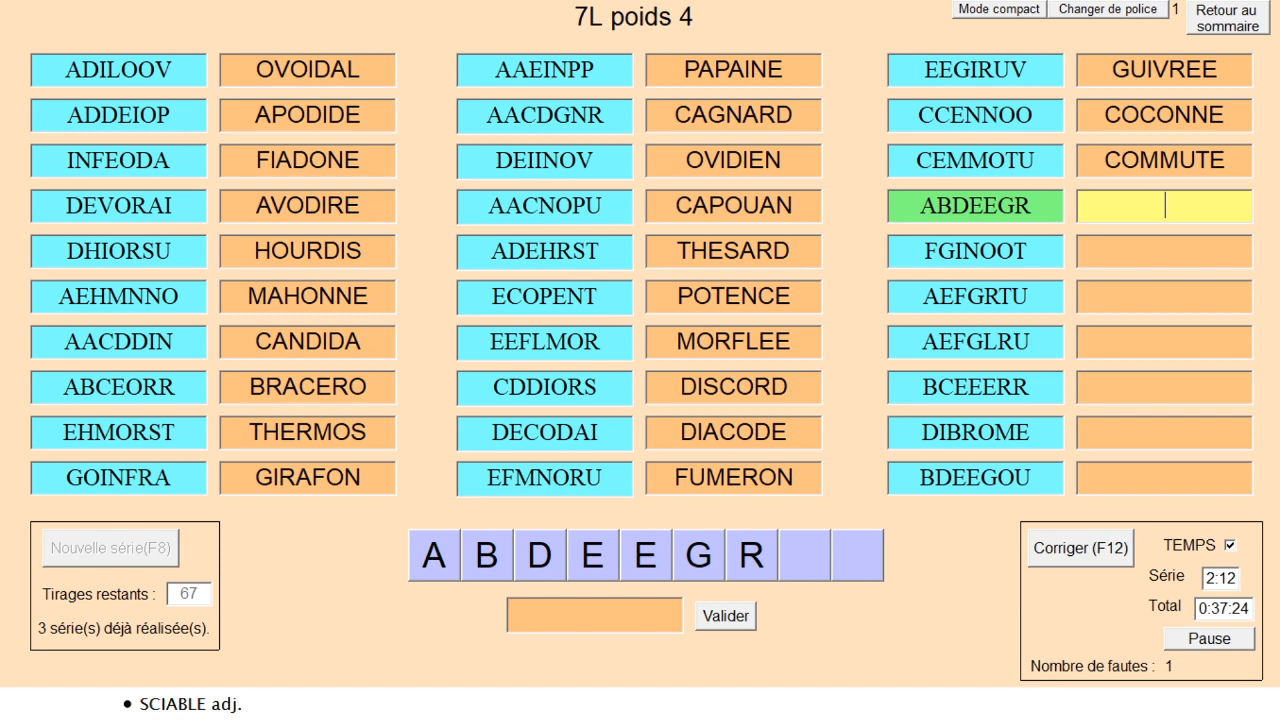 7L poids 4
Mode compact Changer de police 1 Retour au sommaire
ADILOOV OVOIDAL AAEINPP PAPAINE EEGIRUV GUIVREE
ADDEIOP APODIDE AACDGNR CAGNARD CCENNOO COCONNE
INFEODA FIADONE DEIINOV OVIDIEN CEMMOTU COMMUTE
DEVORAI AVODIRE AACNOPU CAPOUAN ABDEEGR
DHIORSU HOURDIS ADEHRST THESARD FGINOOT
AEHMNNO MAHONNE ECOPENT POTENCE AEFGRTU
AACDDIN CANDIDA EEFLMOR MORFLEE AEFGLRU
ABCEORR BRACERO CDDIORS DISCORD BCEEERR
EHMORST THERMOS DECODAI DIACODE DIBROME
GOINFRA GIRAFON EFMNORU FUMERON BDEEGOU
Nouvelle série(F8)
Tirages restants : 67
3 série(s) déjà réalisée(s).
A B D E E G R
Valider
Corriger (F12) TEMPS
Série 2:12
Total 0:37:24
Pause
Nombre de fautes : 1
• SCIABLE adj.